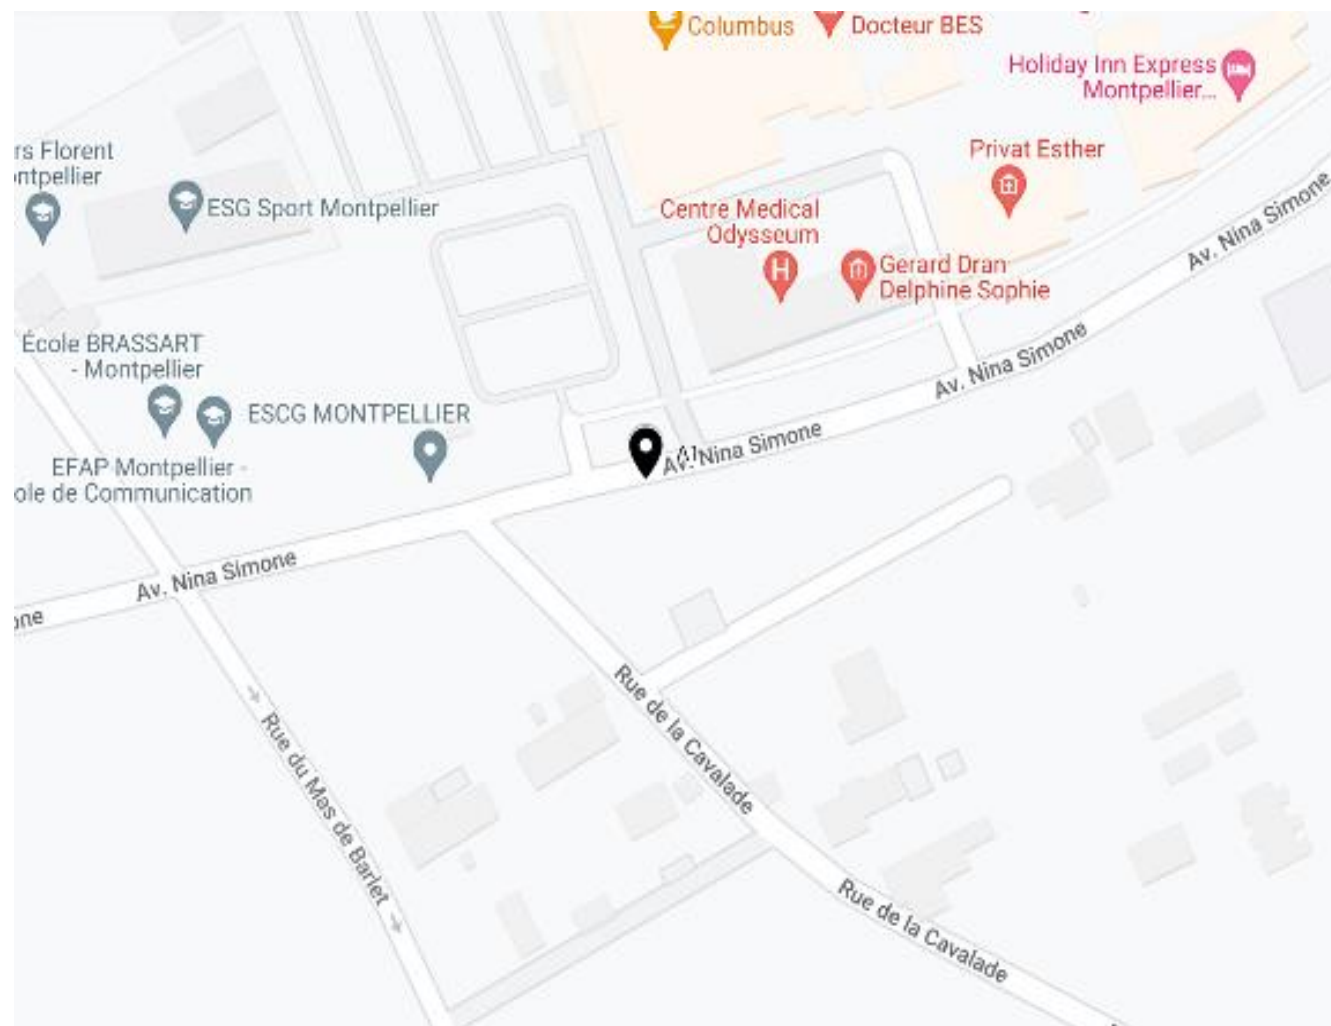 Columbus
Docteur BES
Holiday Inn Express
Montpellier...
rs Florent
ontpellier
Privat Esther
ESG Sport Montpellier
Centre Medical
Odysseum
Av. Nina Simone
Gerard Dran
Delphine Sophie
École BRASSART
- Montpellier
Av. Nina Simone
ESCG MONTPELLIER
Av. Nina Simone
EFAP Montpellier -
ole de Communication
Av. Nina Simone
one
Rue de la Cavalade
Rue du Mas de Barlet
Rue de la Cavalade